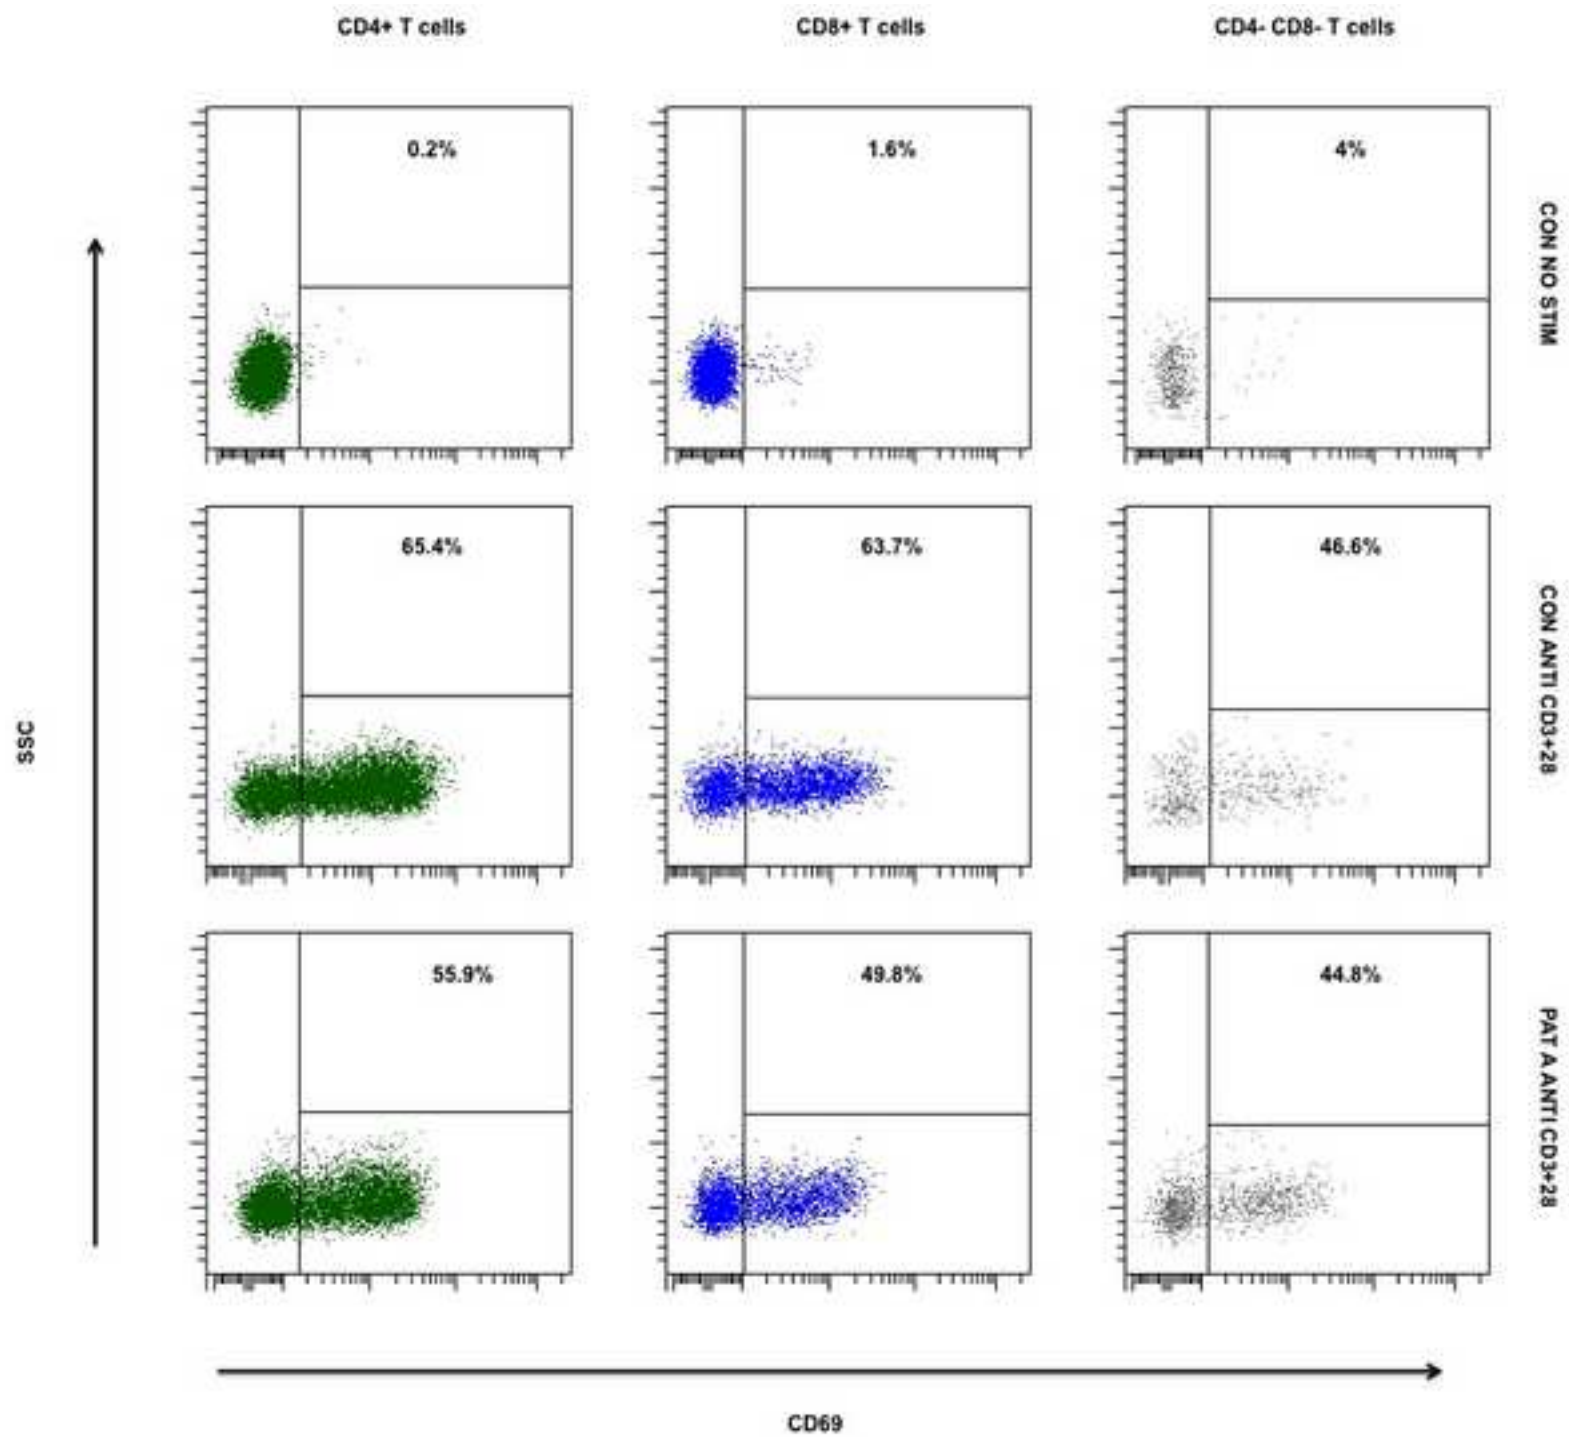 CD4+ T cells
CD8+ T cells
CD4- CD8- T cells
0.2%
1.6%
4%
CON NO STIM
65.4%
63.7%
46.6%
CON ANTI CD3+28
SSC
55.9%
49.8%
44.8%
PAT A ANTI CD3+28
CD69